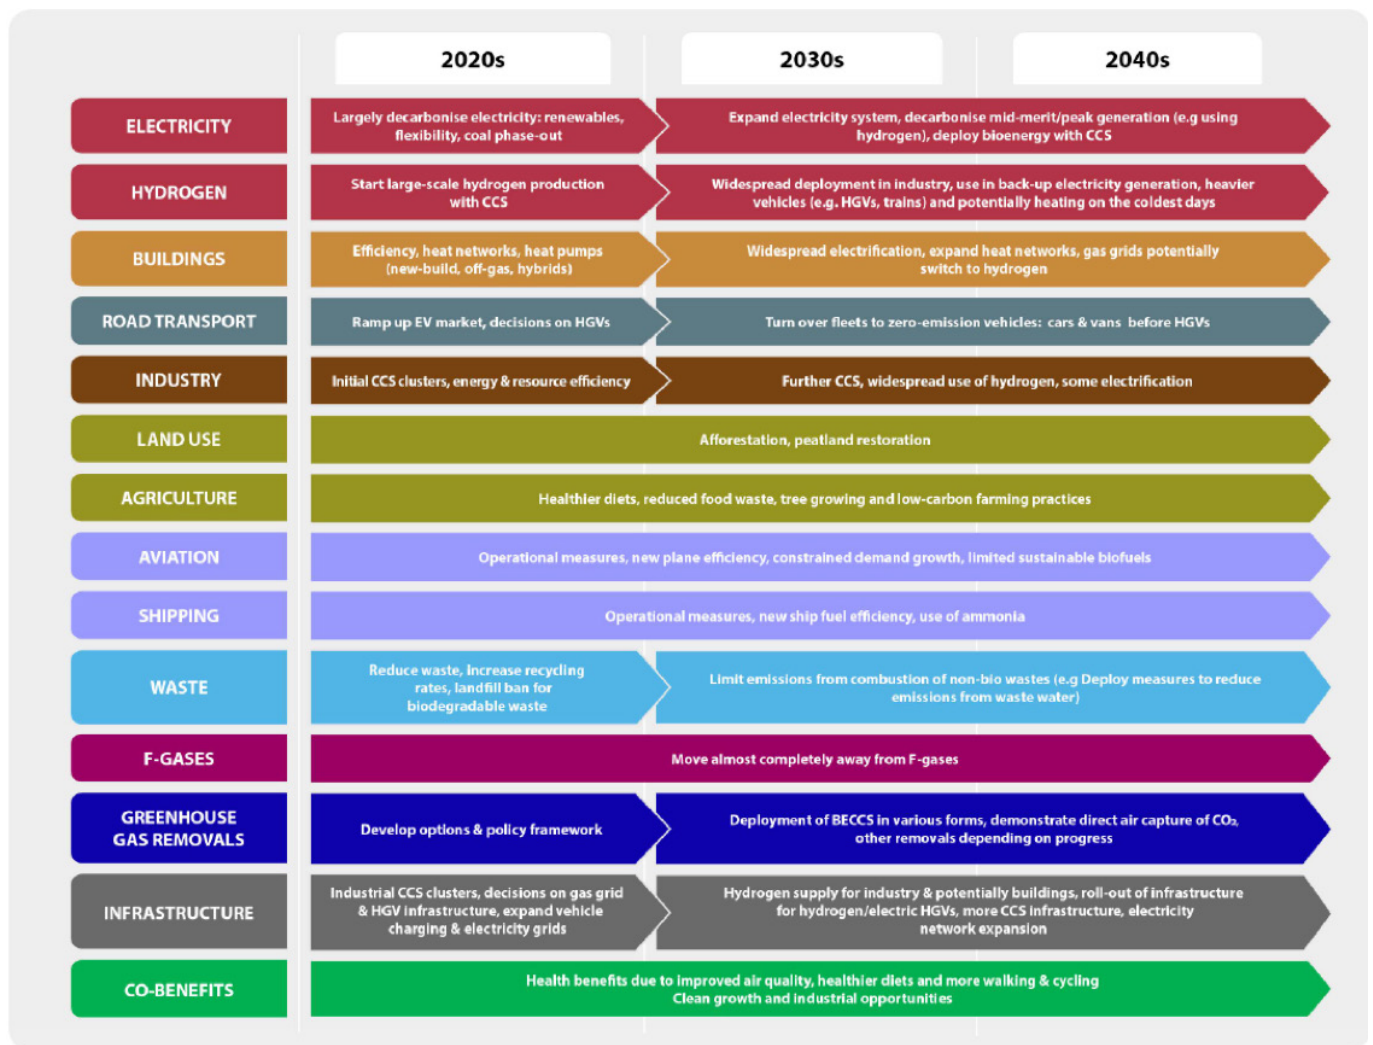 2020s
2030s
2040s
ELECTRICITY
Largely decarbonise electricity: renewables,
flexibility, coal phase-out
Expand electricity system, decarbonise mid-merit/peak generation (e.g using
hydrogen), deploy bioenergy with CCS
HYDROGEN
Start large-scale hydrogen production
with CCS
Widespread deployment in industry, use in back-up electricity generation, heavier
vehicles (e.g. HGVs, trains) and potentially heating on the coldest days
BUILDINGS
Efficiency, heat networks, heat pumps
(new-build, off-gas, hybrids)
Widespread electrification, expand heat networks, gas grids potentially
switch to hydrogen
ROAD TRANSPORT
Ramp up EV market, decisions on HGVs
Turn over fleets to zero-emission vehicles: cars & vans before HGVs
INDUSTRY
Initial CCS clusters, energy & resource efficiency
Further CCS, widespread use of hydrogen, some electrification
LAND USE
Afforestation, peatland restoration
AGRICULTURE
Healthier diets, reduced food waste, tree growing and low-carbon farming practices
AVIATION
Operational measures, new plane efficiency, constrained demand growth, limited sustainable biofuels
SHIPPING
Operational measures, new ship fuel efficiency, use of ammonia
WASTE
Reduce waste, increase recycling
rates, landfill ban for
biodegradable waste
Limit emissions from combustion of non-bio wastes (e.g Deploy measures to reduce
emissions from waste water)
F-GASES
Move almost completely away from F-gases
GREENHOUSE
GAS REMOVALS
Develop options & policy framework
Deployment of BECCS in various forms, demonstrate direct air capture of CO₂,
other removals depending on progress
INFRASTRUCTURE
Industrial CCS clusters, decisions on gas grid
& HGV infrastructure, expand vehicle
charging & electricity grids
Hydrogen supply for industry & potentially buildings, roll-out of infrastructure
for hydrogen/electric HGVs, more CCS infrastructure, electricity
network expansion
CO-BENEFITS
Health benefits due to improved air quality, healthier diets and more walking & cycling
Clean growth and industrial opportunities